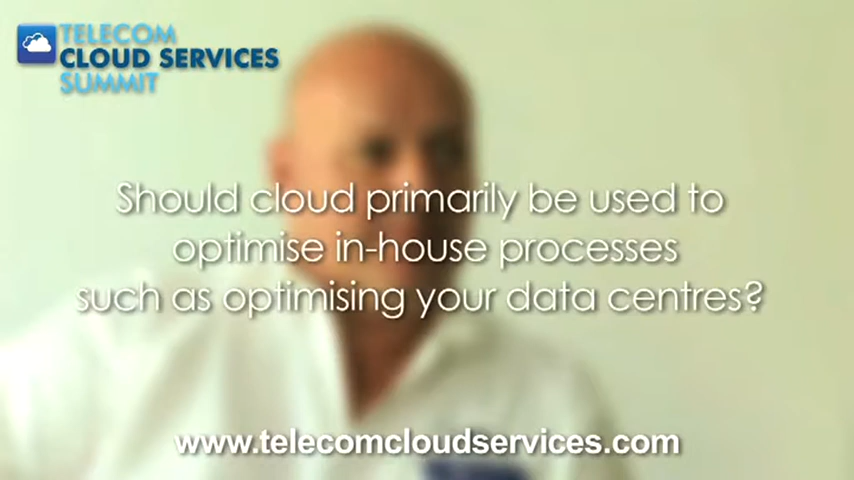 TELECOM
CLOUD SERVICES
SUMMIT
Should cloud primarily be used to
optimise in-house processes
such as optimising your data centres?
www.telecomcloudservices.com